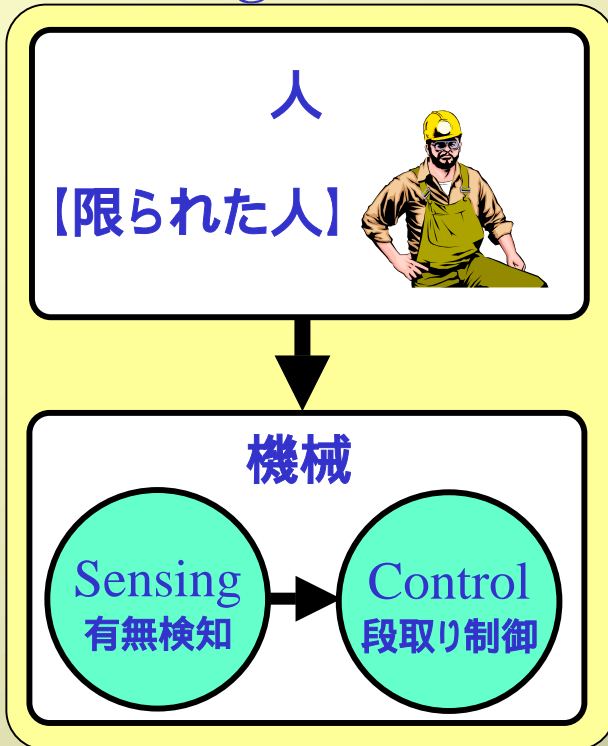 人
【限られた人】
機械
Sensing
有無検知
Control
段取り制御